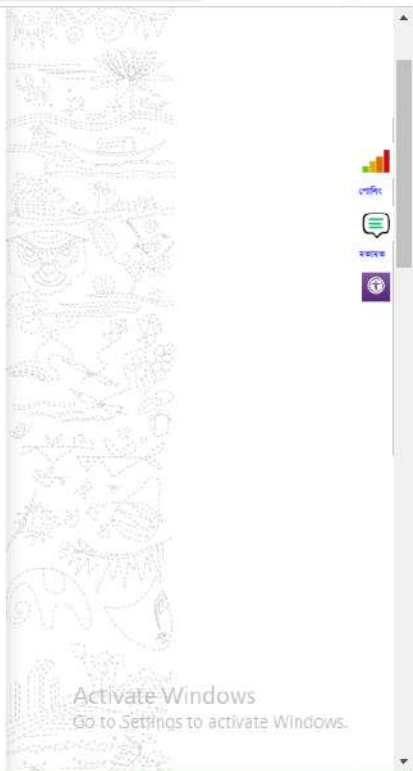 পোলিং
মতামত
Activate Windows
Go to Settings to activate Windows.